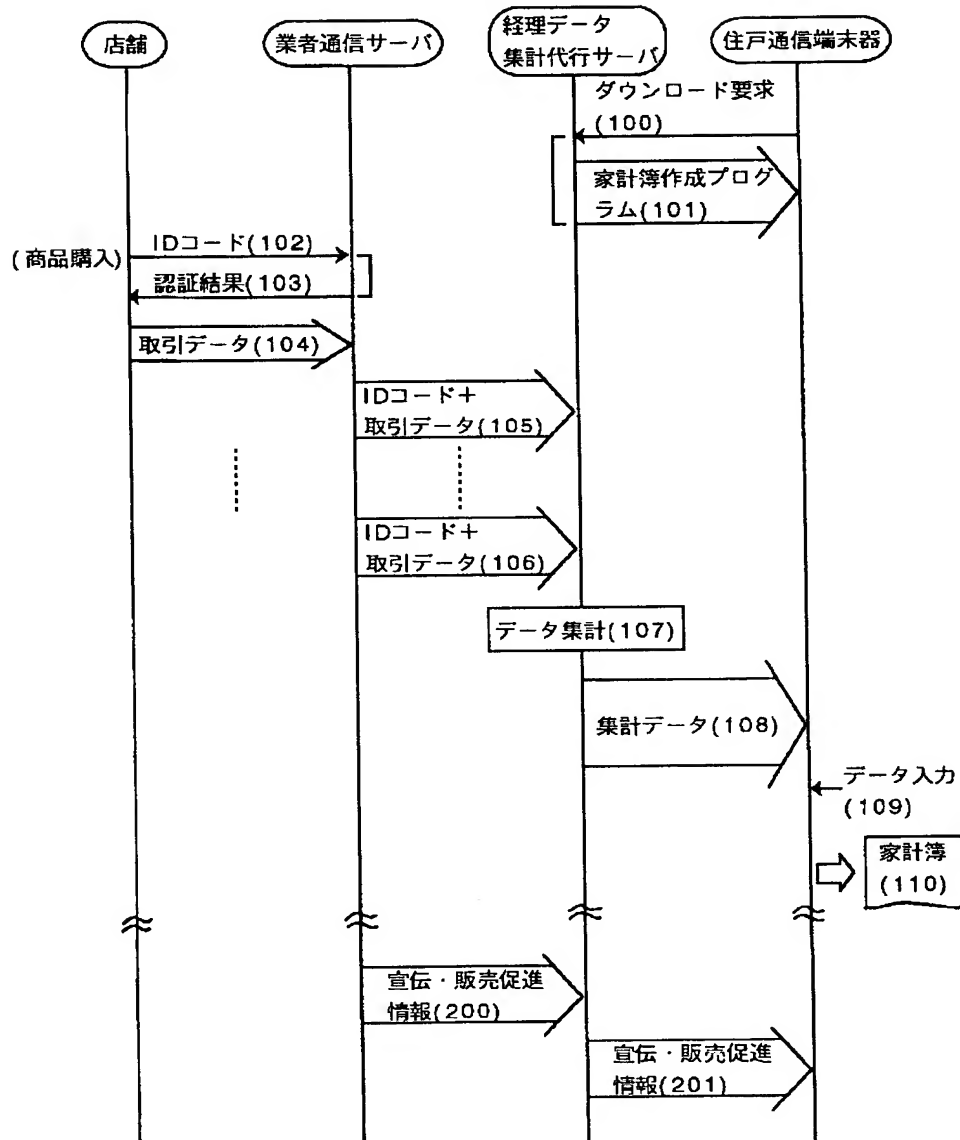 店舗
業者通信サーバ
経理データ
集計代行サーバ
住戸通信端末器
ダウンロード要求
(100)
家計簿作成プログ
ラム(101)
(商品購入)
IDコード(102)
認証結果(103)
取引データ(104)
IDコード+
取引データ(105)
IDコード+
取引データ(106)
データ集計(107)
集計データ(108)
データ入力
(109)
家計簿
(110)
宣伝・販売促進
情報(200)
宣伝・販売促進
情報(201)